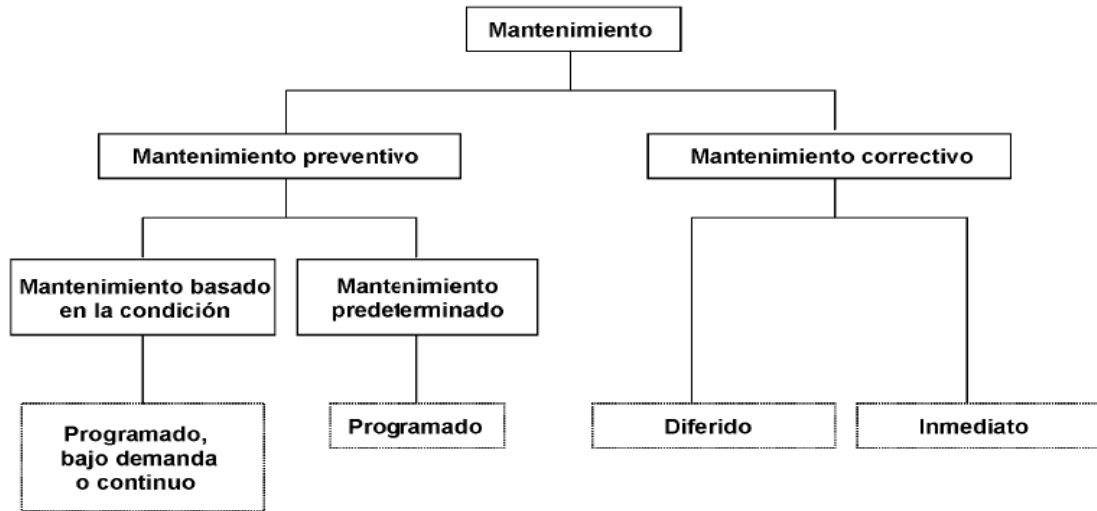 Mantenimiento
Mantenimiento preventivo
Mantenimiento correctivo
Mantenimiento basado
en la condición
Mantenimiento
predeterminado
Programado,
bajo demanda
o continuo
Programado
Diferido
Inmediato